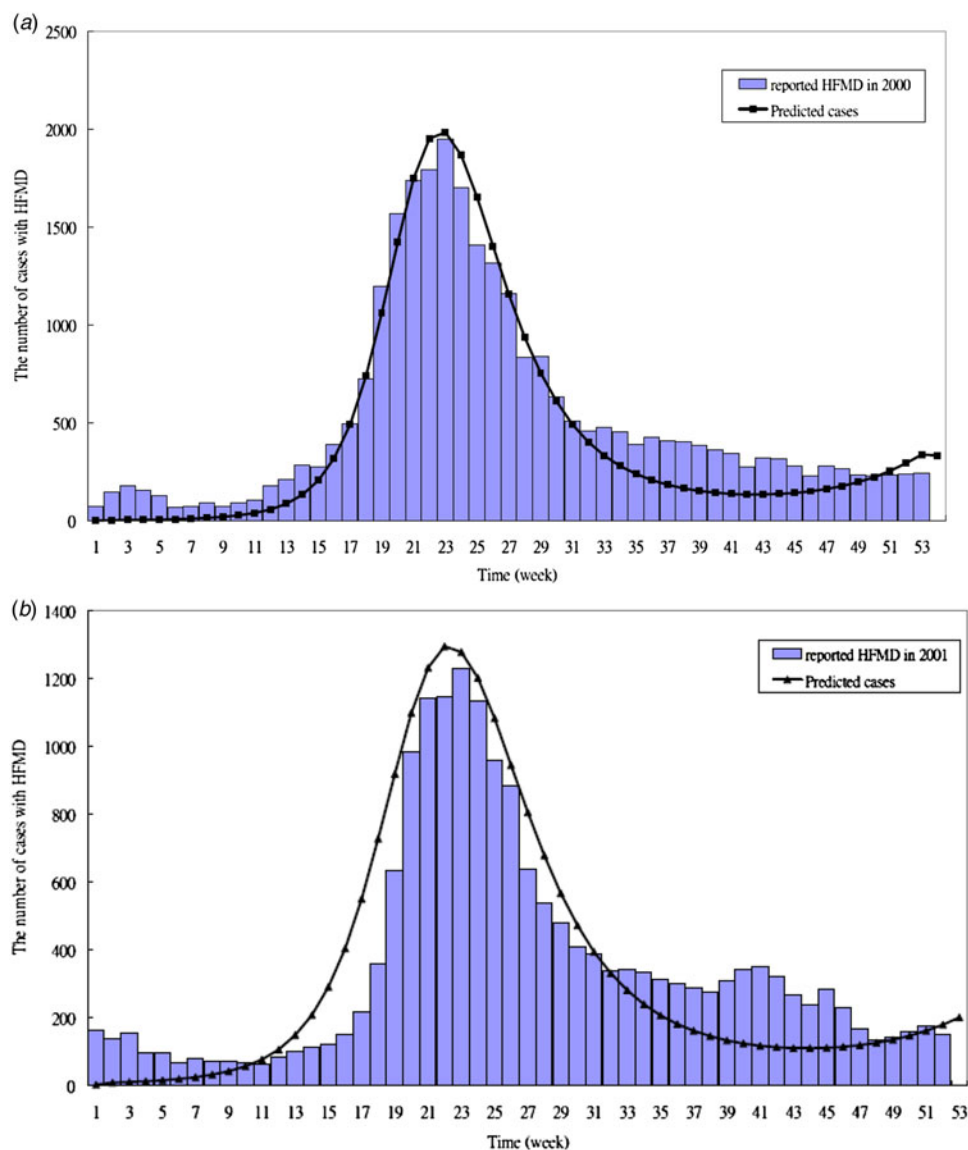 (a)
2500
2000
1500
1000
500
0
The number of cases with HFMD
reported HFMD in 2000
Predicted cases
1 3 5 7 9 11 13 15 17 19 21 23 25 27 29 31 33 35 37 39 41 43 45 47 49 51 53
Time (week)
(b)
1400
1200
1000
800
600
400
200
0
The number of cases with HFMD
reported HFMD in 2001
Predicted cases
1 3 5 7 9 11 13 15 17 19 21 23 25 27 29 31 33 35 37 39 41 43 45 47 49 51 53
Time (week)